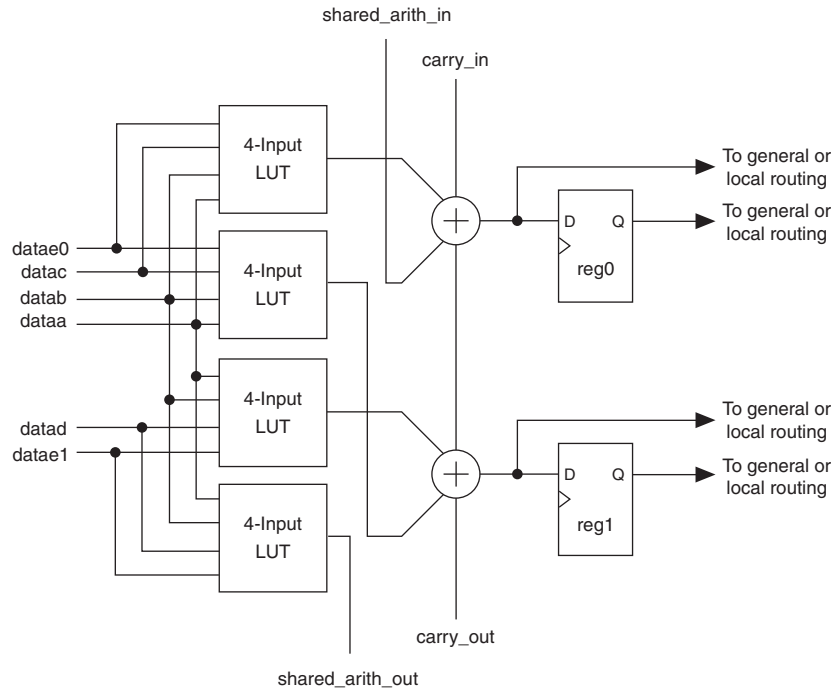 shared_arith_in
carry_in
4-Input
LUT
To general or
local routing
D Q
To general or
local routing
reg0
4-Input
LUT
datae0
datac
datab
dataa
4-Input
LUT
To general or
local routing
datad
datae1
D Q
To general or
local routing
reg1
4-Input
LUT
carry_out
shared_arith_out